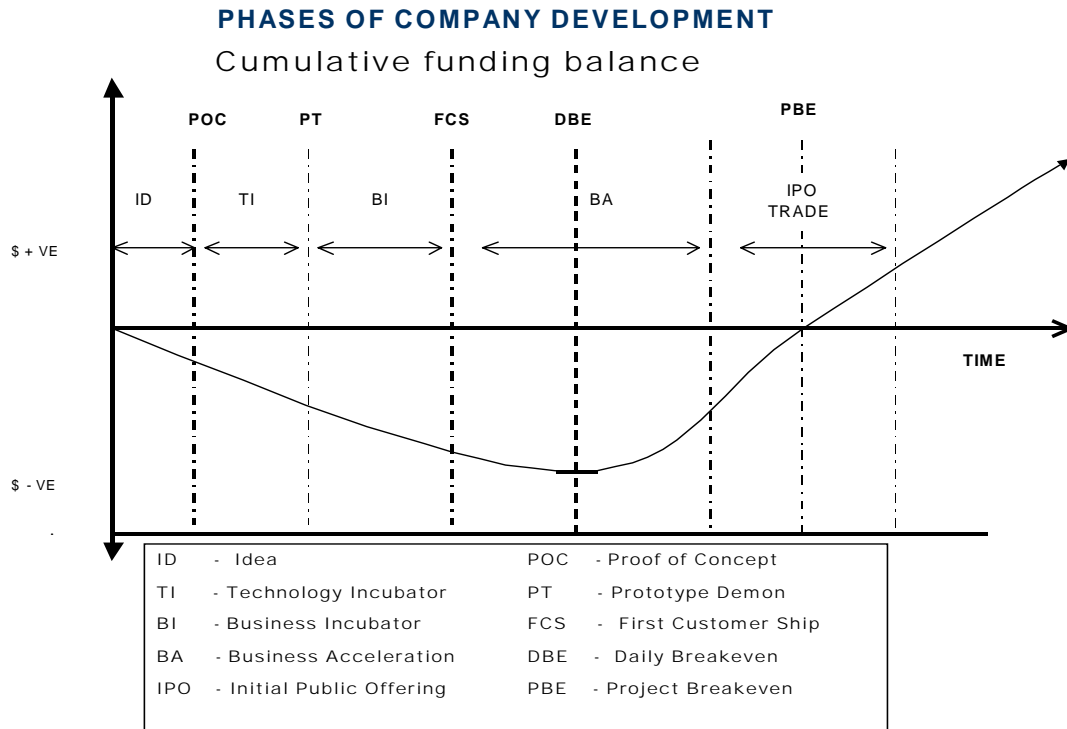 PHASES OF COMPANY DEVELOPMENT
Cumulative funding balance
POC PT FCS DBE PBE
ID TI BI BA IPO
TRADE
$ + VE
TIME
$ - VE
.
ID - Idea POC - Proof of Concept
TI - Technology Incubator PT - Prototype Demon
BI - Business Incubator FCS - First Customer Ship
BA - Business Acceleration DBE - Daily Breakeven
IPO - Initial Public Offering PBE - Project Breakeven